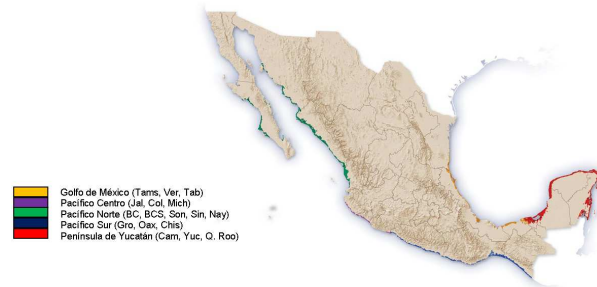 Golfo de México (Tams, Ver, Tab)
Pacífico Centro (Jal, Col, Mich)
Pacífico Norte (BC, BCS, Son, Sin, Nay)
Pacífico Sur (Gro, Oax, Chis)
Península de Yucatán (Cam, Yuc, Q. Roo)